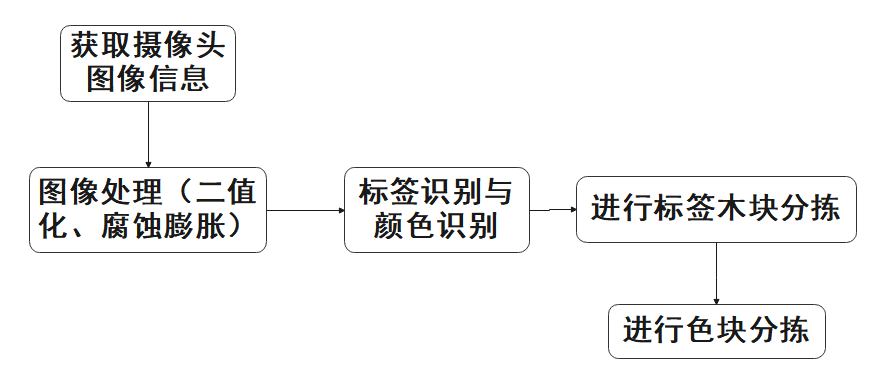 获取摄像头
图像信息
图像处理（二值
化、腐蚀膨胀）
标签识别与
颜色识别
进行标签木块分拣
进行色块分拣